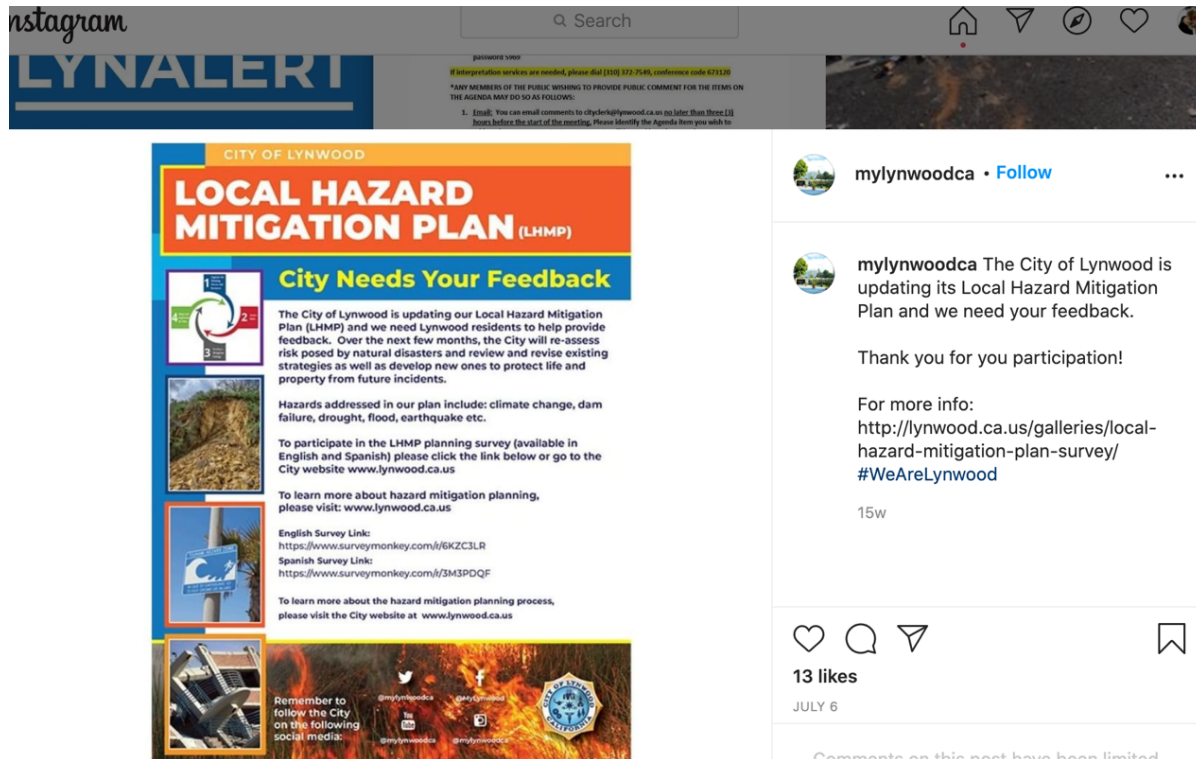 nstagram
Search
LYNALERT
password 5969
If interpretation services are needed, please dial (310) 372-7549, conference code 673120
*ANY MEMBERS OF THE PUBLIC WISHING TO PROVIDE PUBLIC COMMENT FOR THE ITEMS ON
THE AGENDA MAY DO SO AS FOLLOWS:
1. Email: You can email comments to cityclerk@lynwood.ca.us no later than three (3)
hours before the start of the meeting. Please identify the Agenda item you wish to
CITY OF LYNWOOD
LOCAL HAZARD
MITIGATION PLAN (LHMP)
City Needs Your Feedback
1
2
3
4
The City of Lynwood is updating our Local Hazard Mitigation
Plan (LHMP) and we need Lynwood residents to help provide
feedback. Over the next few months, the City will re-assess
risk posed by natural disasters and review and revise existing
strategies as well as develop new ones to protect life and
property from future incidents.
Hazards addressed in our plan include: climate change, dam
failure, drought, flood, earthquake etc.
To participate in the LHMP planning survey (available in
English and Spanish) please click the link below or go to the
City website www.lynwood.ca.us
To learn more about hazard mitigation planning,
please visit: www.lynwood.ca.us
English Survey Link:
https://www.surveymonkey.com/r/6KZC3LR
Spanish Survey Link:
https://www.surveymonkey.com/r/3M3PDQF
To learn more about the hazard mitigation planning process,
please visit the City website at www.lynwood.ca.us
Remember to
follow the City
on the following
social media:
@mylynwoodca
@MyLynwood
You
Tube
@mylynwoodca
@mylynwoodca
CITY OF LYNWOOD
CALIFORNIA
mylynwoodca • Follow
mylynwoodca The City of Lynwood is
updating its Local Hazard Mitigation
Plan and we need your feedback.
Thank you for you participation!
For more info:
http://lynwood.ca.us/galleries/local-
hazard-mitigation-plan-survey/
#WeAreLynwood
15w
13 likes
JULY 6
Comments on this post have been limited